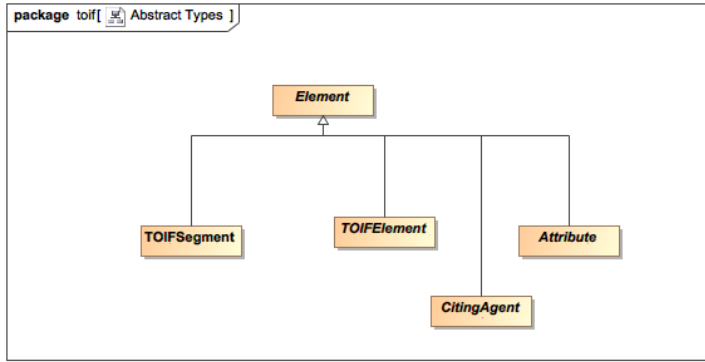 package toif[ Abstract Types ]
Element
TOIFSegment
TOIFElement
Attribute
CitingAgent